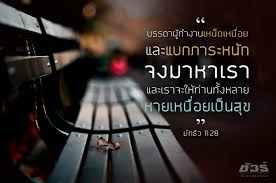 "
บรรดาผู้ทำงานเหน็ดเหนื่อย
และแบกภาระหนัก
จงมาหาเรา
และเราจะให้ท่านทั้งหลาย
หายเหนื่อยเป็นสุข
"
มัทธิว 11:28
ชูใจ